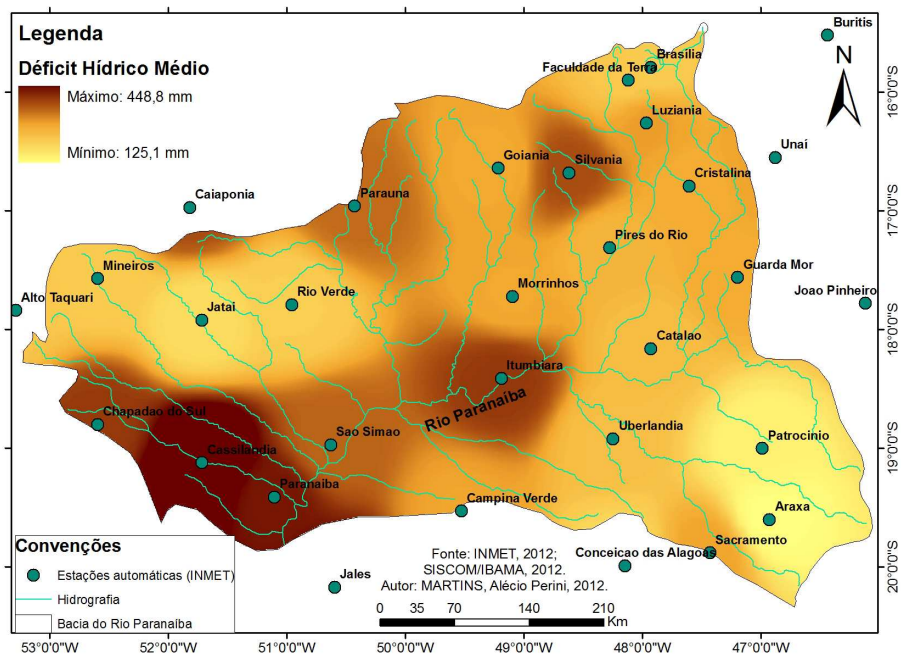 Legenda
Déficit Hídrico Médio
Máximo: 448,8 mm
Mínimo: 125,1 mm
Buritis
N
Brasília
Faculdade da Terra
Luziania
Unaí
Goiania
Silvania
Cristalina
Caiaponia
Parauna
Pires do Rio
Guarda Mor
Mineiros
Alto Taquari
Rio Verde
Jatai
Morrinhos
Joao Pinheiro
Catalao
Itumbiara
Rio Paranaíba
Chapadao do Sul
Sao Simao
Uberlandia
Patrocinio
Cassilandia
Paranaiba
Campina Verde
Araxa
Sacramento
Conceicao das Alagoas
Jales
Convenções
Estações automáticas (INMET)
Hidrografia
Bacia do Rio Paranaíba
Fonte: INMET, 2012;
SISCOM/IBAMA, 2012.
Autor: MARTINS, Alécio Perini, 2012.
0 35 70 140 210
Km
16°0'0"S
17°0'0"S
18°0'0"S
19°0'0"S
20°0'0"S
53°0'0"W 52°0'0"W 51°0'0"W 50°0'0"W 49°0'0"W 48°0'0"W 47°0'0"W